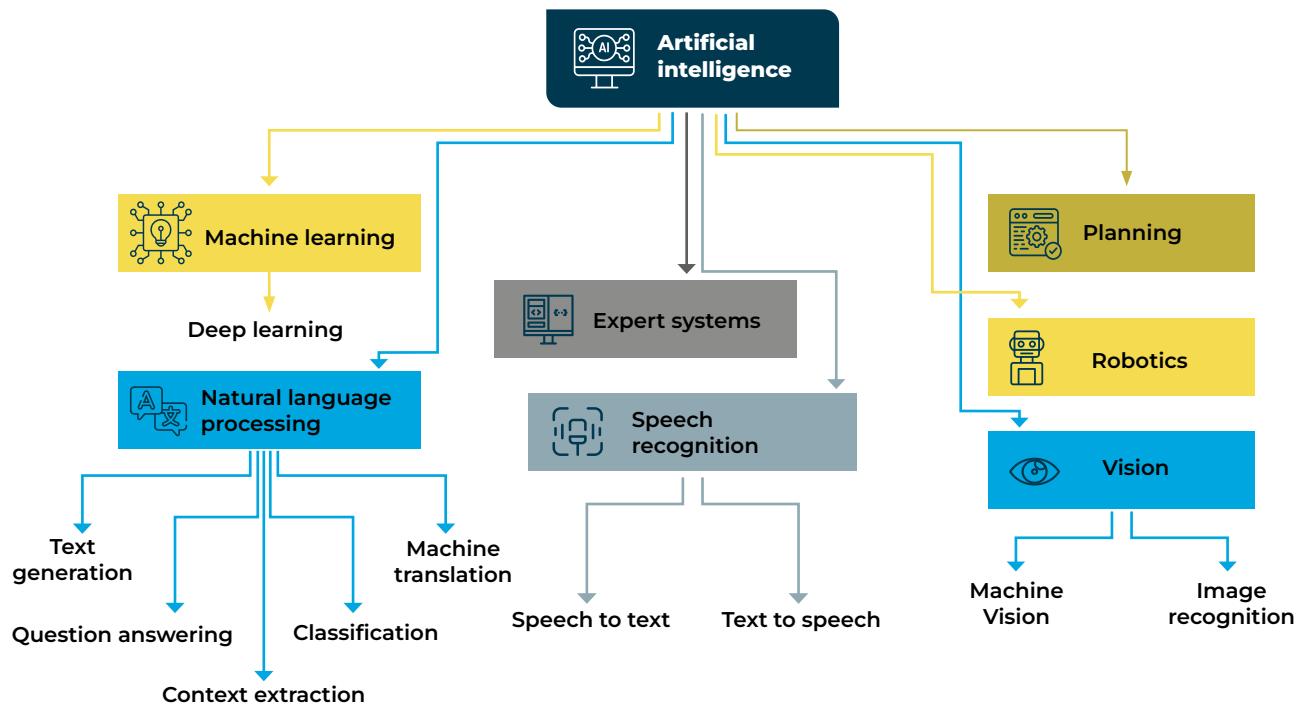 AI
Artificial
intelligence
Machine learning
Planning
Deep learning
Expert systems
Robotics
A
文
Natural language
processing
Speech
recognition
Vision
Text
generation
Machine
translation
Question answering
Classification
Context extraction
Speech to text
Text to speech
Machine
Vision
Image
recognition